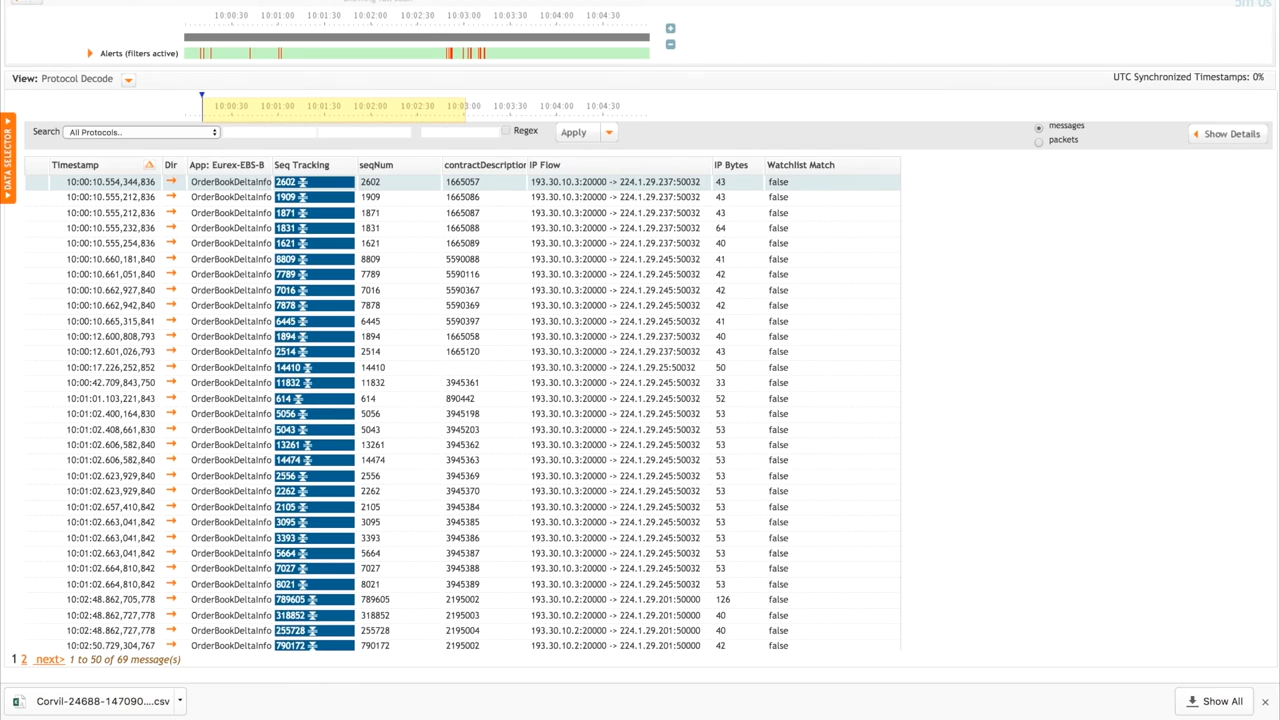 5m 0s
10:00:30 10:01:00 10:01:30 10:02:00 10:02:30 10:03:00 10:03:30 10:04:00 10:04:30
Alerts (filters active)
View: Protocol Decode
UTC Synchronized Timestamps: 0%
10:00:30 10:01:00 10:01:30 10:02:00 10:02:30 10:03:00 10:03:30 10:04:00 10:04:30
DATA SELECTOR
Search All Protocols.. Regex Apply messages
packets
Show Details
Timestamp Dir App: Eurex-EBS-B Seq Tracking seqNum contractDescription IP Flow IP Bytes Watchlist Match
10:00:10.554,344,836 → OrderBookDeltaInfo 2602 2602 1665057 193.30.10.3:20000 -> 224.1.29.237:50032 43 false
10:00:10.555,212,836 → OrderBookDeltaInfo 1909 1909 1665086 193.30.10.3:20000 -> 224.1.29.237:50032 43 false
10:00:10.555,212,836 → OrderBookDeltaInfo 1871 1871 1665087 193.30.10.3:20000 -> 224.1.29.237:50032 43 false
10:00:10.555,232,836 → OrderBookDeltaInfo 1831 1831 1665088 193.30.10.3:20000 -> 224.1.29.237:50032 64 false
10:00:10.555,254,836 → OrderBookDeltaInfo 1621 1621 1665089 193.30.10.3:20000 -> 224.1.29.237:50032 40 false
10:00:10.660,181,840 → OrderBookDeltaInfo 8809 8809 5590088 193.30.10.3:20000 -> 224.1.29.245:50032 41 false
10:00:10.661,051,840 → OrderBookDeltaInfo 7789 7789 5590116 193.30.10.3:20000 -> 224.1.29.245:50032 42 false
10:00:10.662,927,840 → OrderBookDeltaInfo 7016 7016 5590367 193.30.10.3:20000 -> 224.1.29.245:50032 42 false
10:00:10.662,942,840 → OrderBookDeltaInfo 7878 7878 5590369 193.30.10.3:20000 -> 224.1.29.245:50032 42 false
10:00:10.665,315,841 → OrderBookDeltaInfo 6445 6445 5590397 193.30.10.3:20000 -> 224.1.29.245:50032 41 false
10:00:12.600,808,793 → OrderBookDeltaInfo 1894 1894 1665058 193.30.10.3:20000 -> 224.1.29.237:50032 40 false
10:00:12.601,026,793 → OrderBookDeltaInfo 2514 2514 1665120 193.30.10.3:20000 -> 224.1.29.237:50032 43 false
10:00:17.226,252,852 → OrderBookDeltaInfo 14410 14410 193.30.10.3:20000 -> 224.1.29.25:50032 50 false
10:00:42.709,843,750 → OrderBookDeltaInfo 11832 11832 3945361 193.30.10.3:20000 -> 224.1.29.245:50032 33 false
10:01:01.103,221,843 → OrderBookDeltaInfo 614 614 890442 193.30.10.3:20000 -> 224.1.29.245:50032 52 false
10:01:02.400,164,830 → OrderBookDeltaInfo 5056 5056 3945198 193.30.10.3:20000 -> 224.1.29.245:50032 53 false
10:01:02.408,661,830 → OrderBookDeltaInfo 5043 5043 3945203 193.30.10.3:20000 -> 224.1.29.245:50032 53 false
10:01:02.606,582,840 → OrderBookDeltaInfo 13261 13261 3945362 193.30.10.3:20000 -> 224.1.29.245:50032 53 false
10:01:02.606,582,840 → OrderBookDeltaInfo 14474 14474 3945363 193.30.10.3:20000 -> 224.1.29.245:50032 53 false
10:01:02.623,929,840 → OrderBookDeltaInfo 2556 2556 3945369 193.30.10.3:20000 -> 224.1.29.245:50032 53 false
10:01:02.623,929,840 → OrderBookDeltaInfo 2262 2262 3945370 193.30.10.3:20000 -> 224.1.29.245:50032 53 false
10:01:02.657,410,842 → OrderBookDeltaInfo 2105 2105 3945384 193.30.10.3:20000 -> 224.1.29.245:50032 53 false
10:01:02.663,041,842 → OrderBookDeltaInfo 3095 3095 3945385 193.30.10.3:20000 -> 224.1.29.245:50032 53 false
10:01:02.663,041,842 → OrderBookDeltaInfo 3393 3393 3945386 193.30.10.3:20000 -> 224.1.29.245:50032 53 false
10:01:02.663,041,842 → OrderBookDeltaInfo 5664 5664 3945387 193.30.10.3:20000 -> 224.1.29.245:50032 53 false
10:01:02.664,810,842 → OrderBookDeltaInfo 7027 7027 3945388 193.30.10.3:20000 -> 224.1.29.245:50032 53 false
10:01:02.664,810,842 → OrderBookDeltaInfo 8021 8021 3945389 193.30.10.3:20000 -> 224.1.29.245:50032 53 false
10:02:48.862,705,778 → OrderBookDeltaInfo 789605 789605 2195002 193.30.10.2:20000 -> 224.1.29.201:50000 126 false
10:02:48.862,727,778 → OrderBookDeltaInfo 318852 318852 2195003 193.30.10.2:20000 -> 224.1.29.201:50000 40 false
10:02:48.862,727,778 → OrderBookDeltaInfo 255728 255728 2195004 193.30.10.2:20000 -> 224.1.29.201:50000 40 false
10:02:50.729,304,767 → OrderBookDeltaInfo 790172 790172 2195002 193.30.10.2:20000 -> 224.1.29.201:50000 42 false
1 2 next> 1 to 50 of 69 message(s)
Corvil-24688-147090....csv
Show All